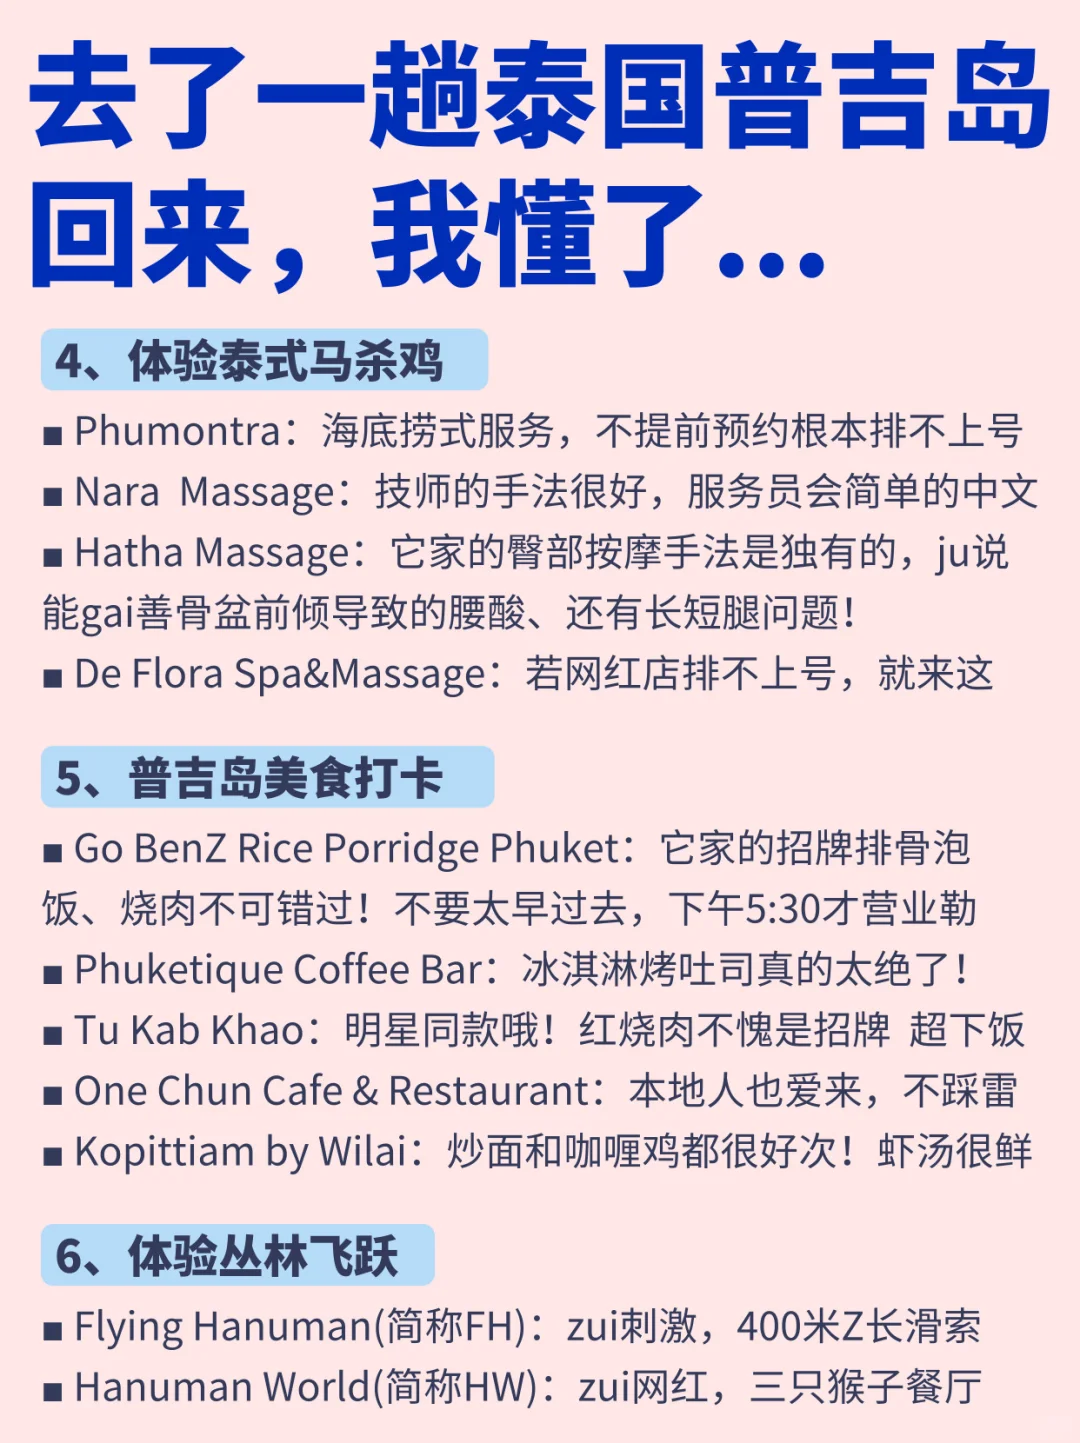 去了一趟泰国普吉岛
回来，我懂了...
4、体验泰式马杀鸡
■ Phumontra：海底捞式服务，不提前预约根本排不上号
■ Nara Massage：技师的手法很好，服务员会简单的中文
■ Hatha Massage：它家的臀部按摩手法是独有的，ju说
能gai善骨盆前倾导致的腰酸、还有长短腿问题！
■ De Flora Spa&Massage：若网红店排不上号，就来这
5、普吉岛美食打卡
■ Go BenZ Rice Porridge Phuket：它家的招牌排骨泡
饭、烧肉不可错过！不要太早过去，下午5:30才营业勒
■ Phuketique Coffee Bar：冰淇淋烤吐司真的太绝了！
■ Tu Kab Khao：明星同款哦！红烧肉不愧是招牌 超下饭
■ One Chun Cafe & Restaurant：本地人也爱来，不踩雷
■ Kopittiam by Wilai：炒面和咖喱鸡都很好次！虾汤很鲜
6、体验丛林飞跃
■ Flying Hanuman(简称FH)：zui刺激，400米Z长滑索
■ Hanuman World(简称HW)：zui网红，三只猴子餐厅